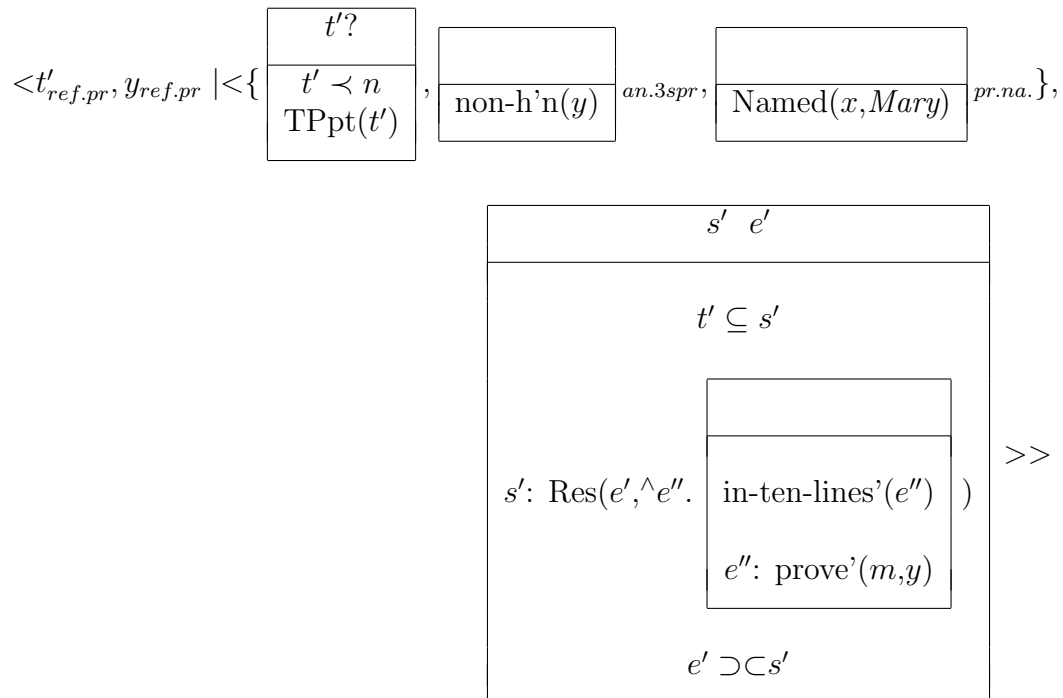 t′?
<t′ref.pr, yref.pr |<{ t′ ≺ n TPpt(t′) , non-h’n(y) an.3spr, Named(x,Mary) pr.na.},
s′ e′
t′ ⊆ s′
s′: Res(e′,^e″. in-ten-lines’(e″) ) >>
e″: prove’(m,y)
e′ ⊃⊂ s′